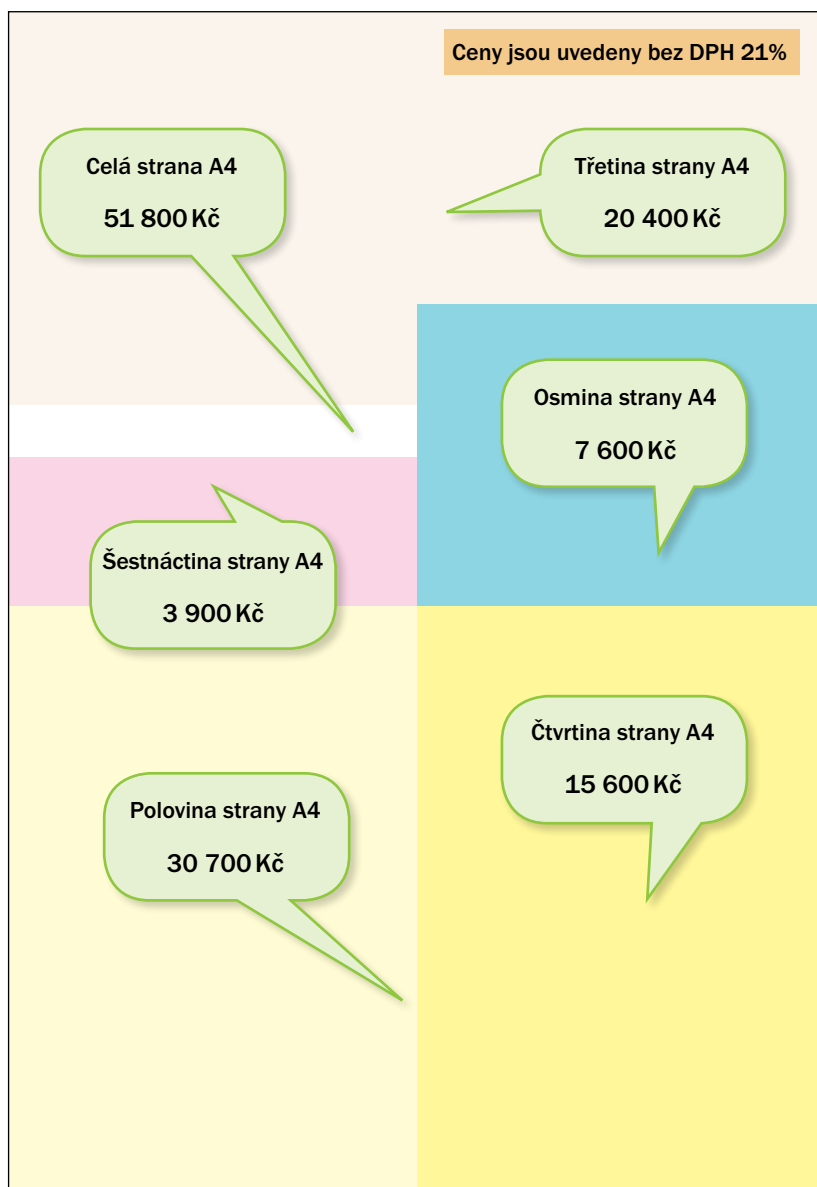 Ceny jsou uvedeny bez DPH 21%
Celá strana A4
51 800 Kč
Třetina strany A4
20 400 Kč
Osmina strany A4
7 600 Kč
Šestnáctina strany A4
3 900 Kč
Čtvrtina strany A4
15 600 Kč
Polovina strany A4
30 700 Kč